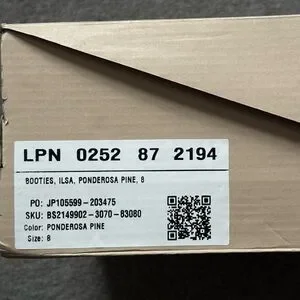 LPN 0252 87 2194
BOOTIES, ILSA, PONDEROSA PINE, 8
PO: JP105599-203475
SKU: BS2149902-3070-83080
Color: PONDEROSA PINE
Size: 8